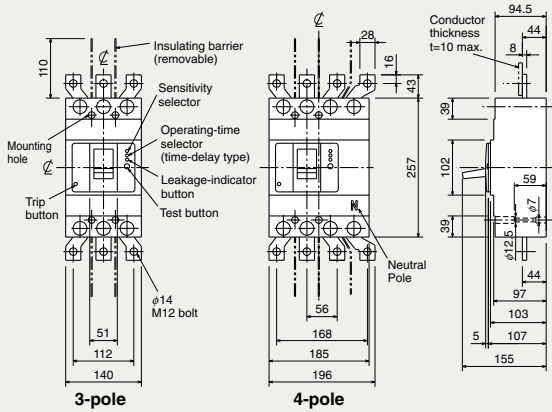 110
℄
Insulating barrier
(removable)
Sensitivity
selector
Mounting
hole
Operating-time
selector
(time-delay type)
℄
Leakage-indicator
button
Trip
button
Test button
ϕ14
M12 bolt
51
112
140
3-pole
℄
28
16
43
257
N
Neutral
Pole
56
168
185
196
4-pole
Conductor
thickness
t=10 max.
94.5
44
8
39
102
59
ϕ7
39
ϕ12.5
44
97
103
5
107
155